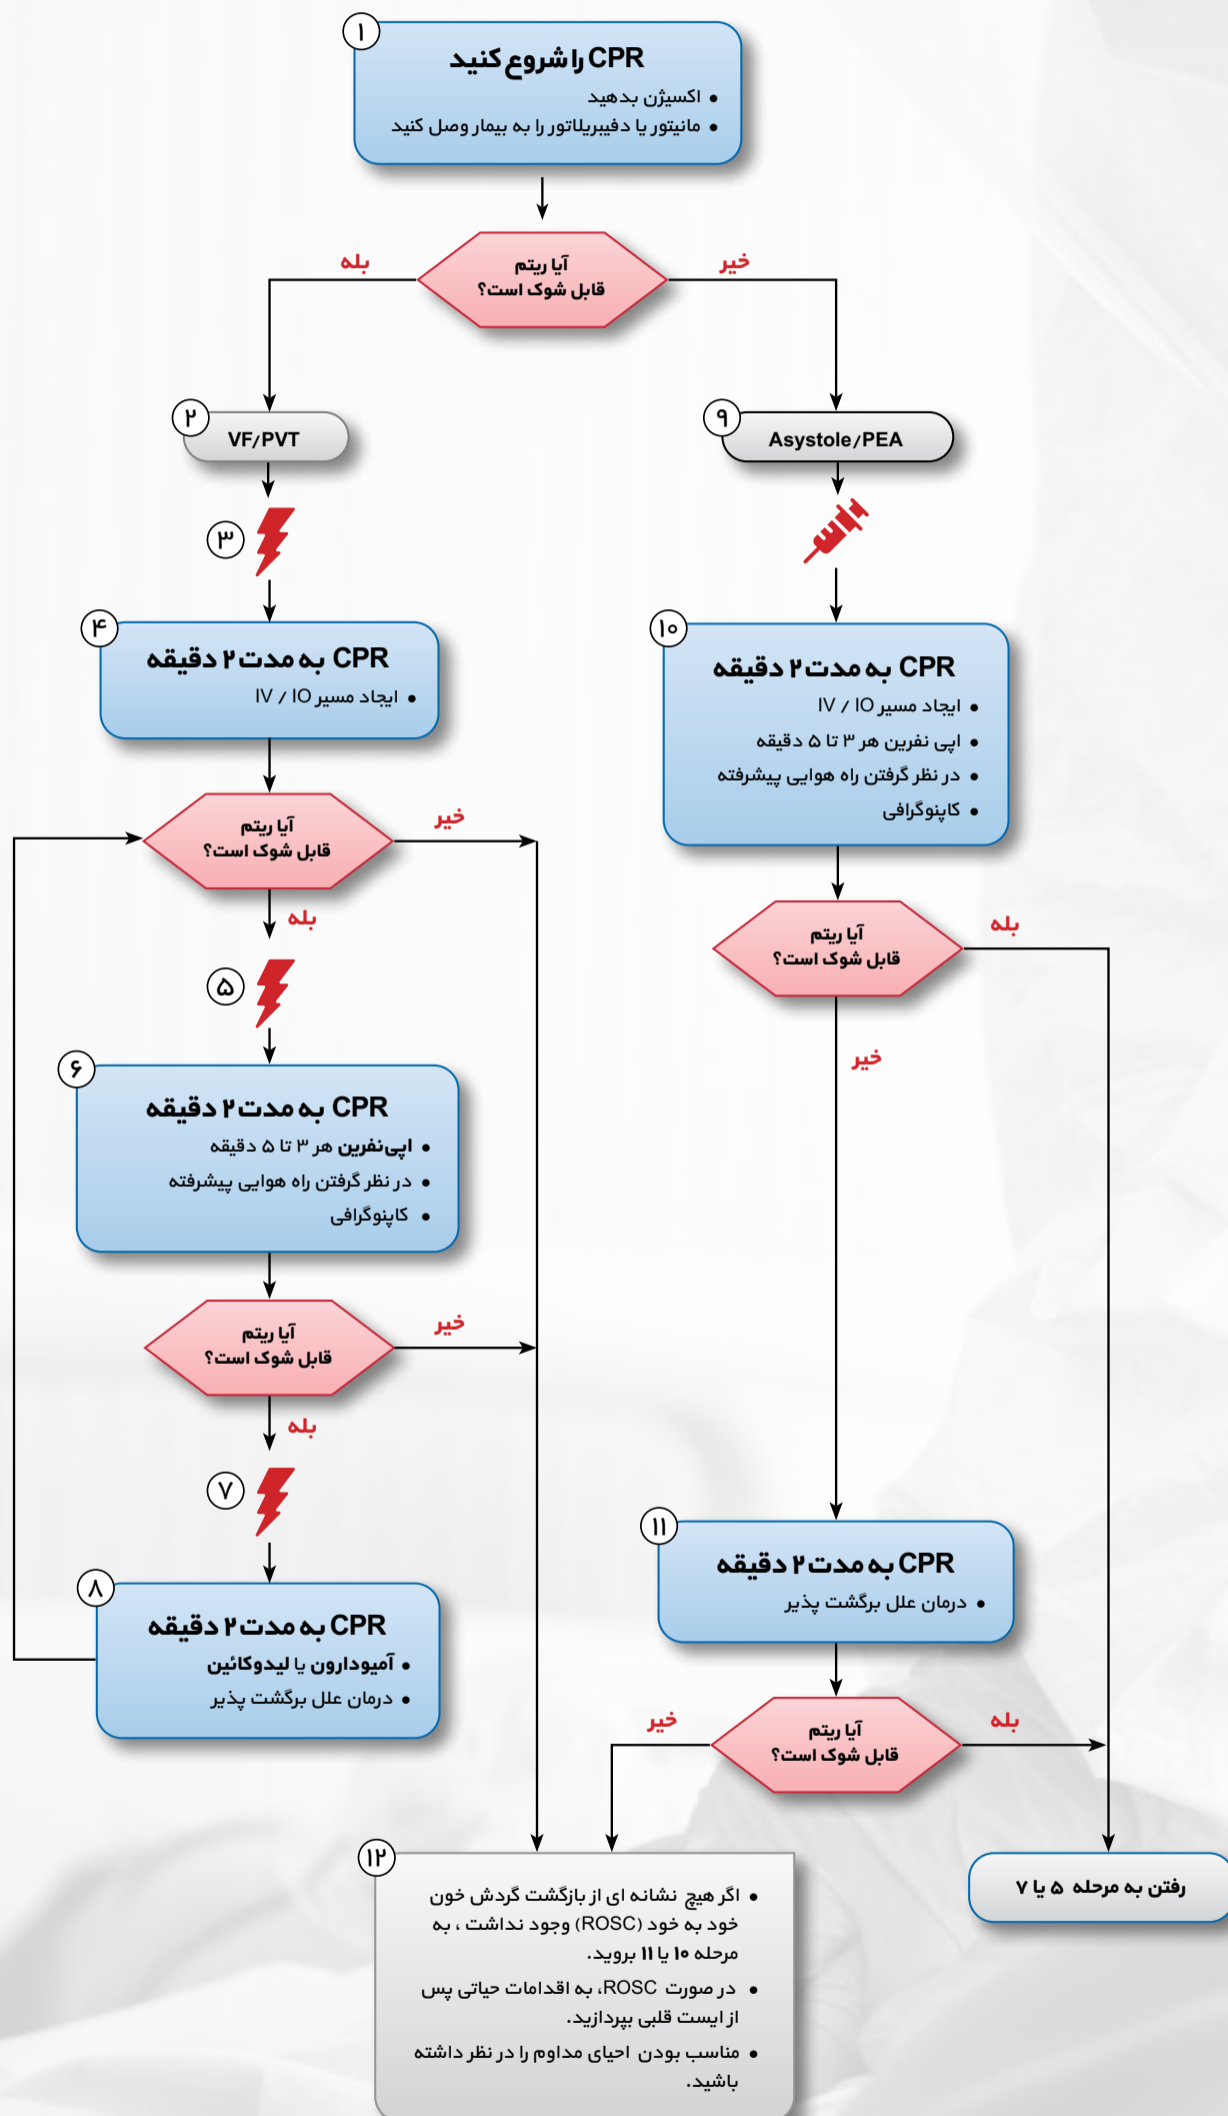 ۱
CPR را شروع کنید
• اکسیژن بدهید
• مانیتور یا دفیبریلاتور را به بیمار وصل کنید
آیا ریتم
قابل شوک است؟
بله
خیر
۲
VF/PVT
۳
۴
CPR به مدت ۲ دقیقه
• ایجاد مسیر IV / IO
آیا ریتم
قابل شوک است؟
خیر
بله
۵
۶
CPR به مدت ۲ دقیقه
• اپی‌نفرین هر ۳ تا ۵ دقیقه
• در نظر گرفتن راه هوایی پیشرفته
• کاپنوگرافی
آیا ریتم
قابل شوک است؟
خیر
بله
۷
۸
CPR به مدت ۲ دقیقه
• آمیودارون یا لیدوکائین
• درمان علل برگشت پذیر
۹
Asystole/PEA
۱۰
CPR به مدت ۲ دقیقه
• ایجاد مسیر IV / IO
• اپی نفرین هر ۳ تا ۵ دقیقه
• در نظر گرفتن راه هوایی پیشرفته
• کاپنوگرافی
آیا ریتم
قابل شوک است؟
بله
خیر
۱۱
CPR به مدت ۲ دقیقه
• درمان علل برگشت پذیر
آیا ریتم
قابل شوک است؟
خیر
بله
۱۲
• اگر هیچ نشانه ای از بازگشت گردش خون
خود به خود (ROSC) وجود نداشت ، به
مرحله ۱۰ یا ۱۱ بروید.
• در صورت ROSC، به اقدامات حیاتی پس
از ایست قلبی بپردازید.
• مناسب بودن احیای مداوم را در نظر داشته
باشید.
رفتن به مرحله ۵ یا ۷